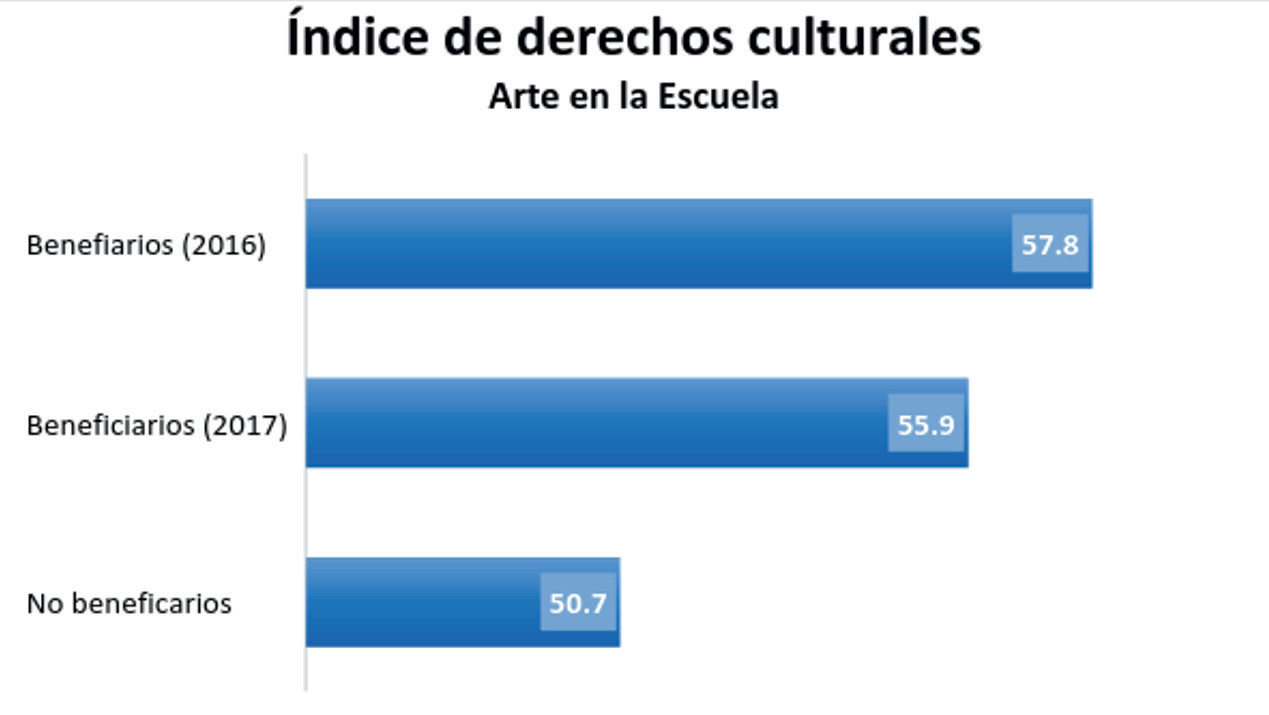 Índice de derechos culturales
Arte en la Escuela
Benefiarios (2016)
57.8
Beneficiarios (2017)
55.9
No beneficarios
50.7